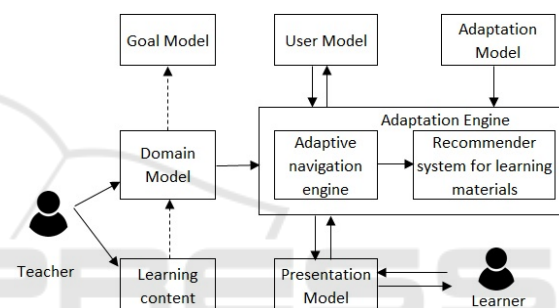 Goal Model
User Model
Adaptation
Model
Adaptation Engine
Domain
Model
Adaptive
navigation
engine
Recommender
system for learning
materials
Teacher
Learning
content
Presentation
Model
Learner